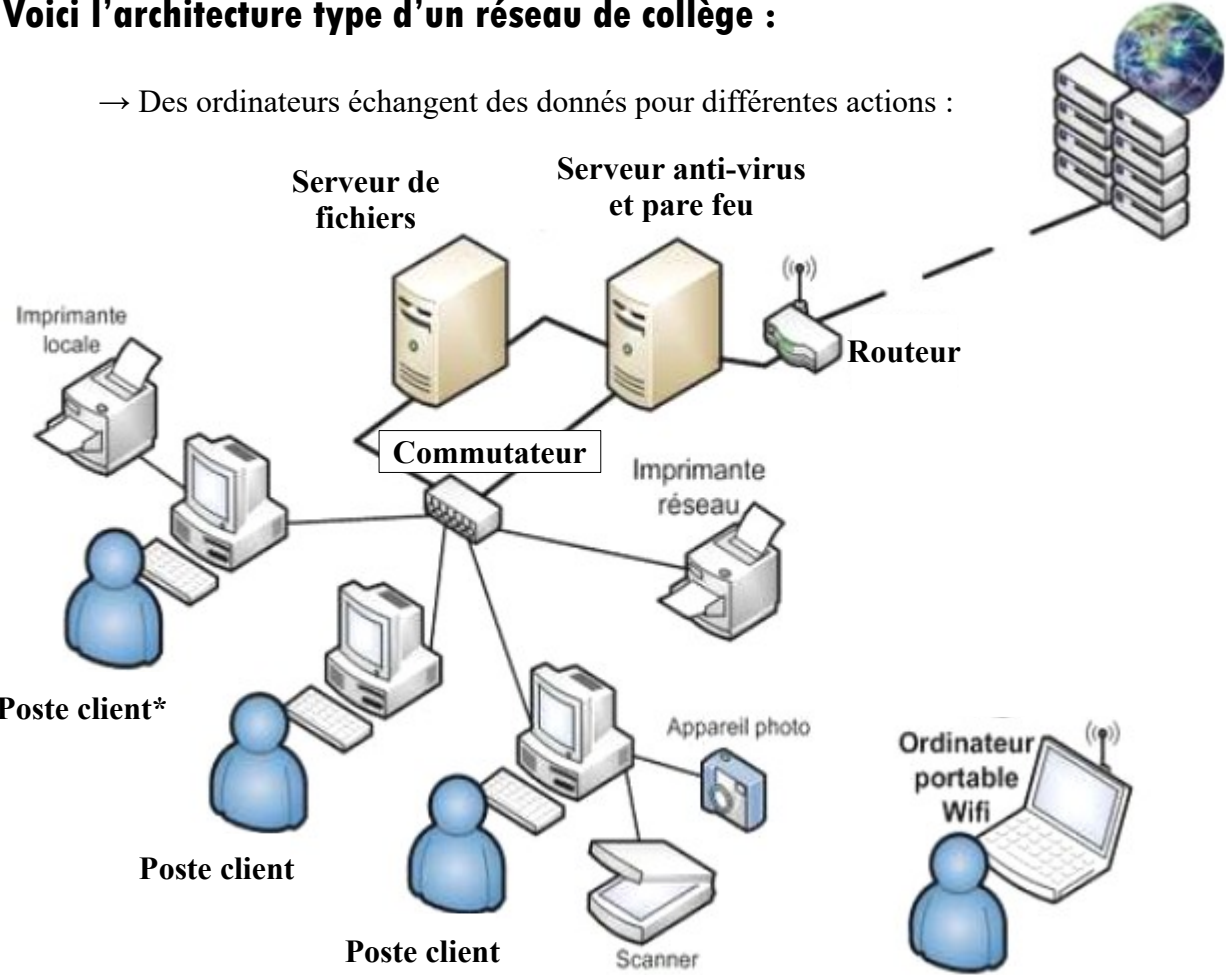 Voici l’architecture type d’un réseau de collège :
→ Des ordinateurs échangent des donnés pour différentes actions :
Serveur de
fichiers
Serveur anti-virus
et pare feu
Imprimante
locale
Routeur
Commutateur
Imprimante
réseau
Poste client*
Appareil photo
Ordinateur
portable
Wifi
Poste client
Poste client
Scanner